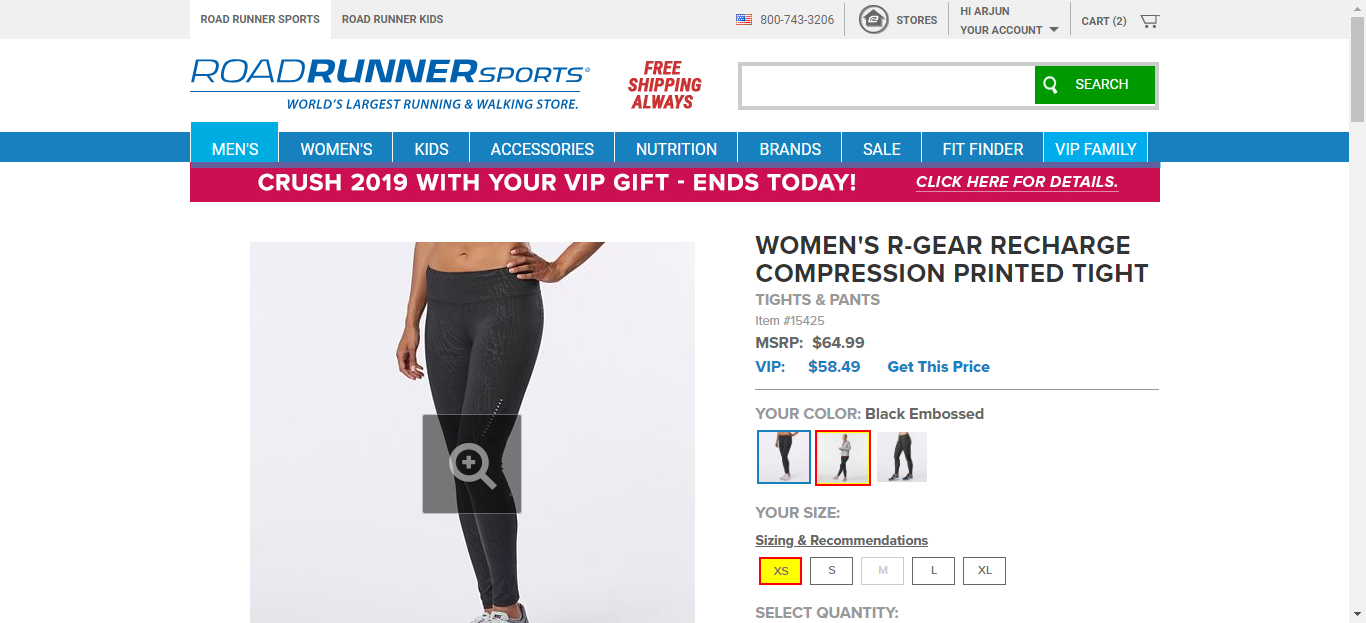 ROAD RUNNER SPORTS
ROAD RUNNER KIDS
800-743-3206
STORES
HI ARJUN
YOUR ACCOUNT
CART (2)
ROADRUNNERSPORTS®
WORLD'S LARGEST RUNNING & WALKING STORE.
FREE
SHIPPING
ALWAYS
SEARCH
MEN'S
WOMEN'S
KIDS
ACCESSORIES
NUTRITION
BRANDS
SALE
FIT FINDER
VIP FAMILY
CRUSH 2019 WITH YOUR VIP GIFT - ENDS TODAY!
CLICK HERE FOR DETAILS.
WOMEN'S R-GEAR RECHARGE
COMPRESSION PRINTED TIGHT
TIGHTS & PANTS
Item #15425
MSRP: $64.99
VIP: $58.49 Get This Price
YOUR COLOR: Black Embossed
YOUR SIZE:
Sizing & Recommendations
XS
S
M
L
XL
SELECT QUANTITY: